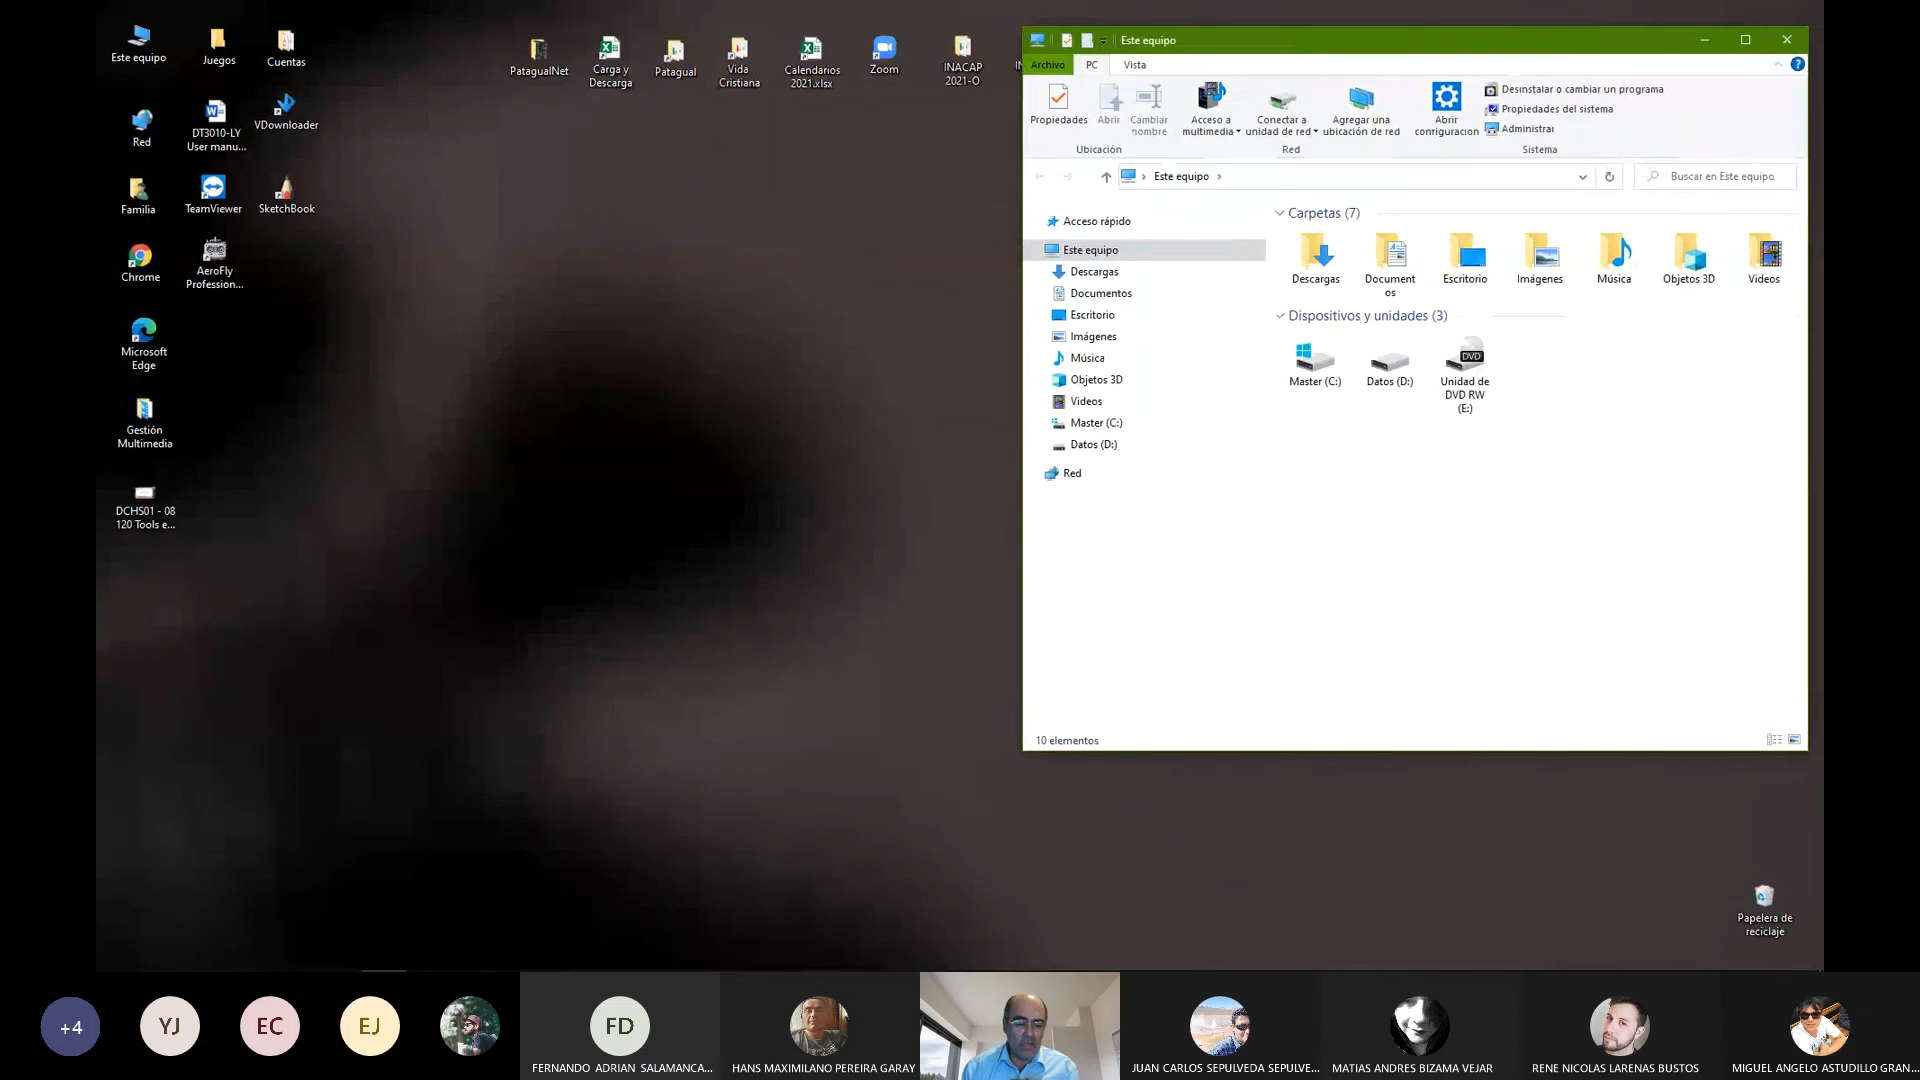 Este equipo
Juegos
Cuentas
PatagualNet
Carga y
Descarga
Patagual
Vida
Cristiana
Calendarios
2021.xlsx
Zoom
INACAP
2021-O
Red
DT3010-LY
User manu...
VDownloader
Familia
TeamViewer
SketchBook
Chrome
AeroFly
Profession...
Microsoft
Edge
Gestión
Multimedia
DCHS01 - 08
120 Tools e...
Este equipo
Archivo
PC
Vista
Propiedades
Abrir
Cambiar
nombre
Ubicación
Acceso a
multimedia
Conectar a
unidad de red
Agregar una
ubicación de red
Red
Abrir
configuración
Desinstalar o cambiar un programa
Propiedades del sistema
Administrar
Sistema
Este equipo
Buscar en Este equipo
Acceso rápido
Este equipo
Descargas
Documentos
Escritorio
Imágenes
Música
Objetos 3D
Videos
Master (C:)
Datos (D:)
Red
Carpetas (7)
Descargas
Document
os
Escritorio
Imágenes
Música
Objetos 3D
Videos
Dispositivos y unidades (3)
Master (C:)
Datos (D:)
DVD
Unidad de
DVD RW
(E:)
10 elementos
Papelera de
reciclaje
+4
YJ
EC
EJ
FD
FERNANDO ADRIAN SALAMANCA...
HANS MAXIMILANO PEREIRA GARAY
JUAN CARLOS SEPULVEDA SEPULVE...
MATIAS ANDRES BIZAMA VEJAR
RENE NICOLAS LARENAS BUSTOS
MIGUEL ANGELO ASTUDILLO GRAN...